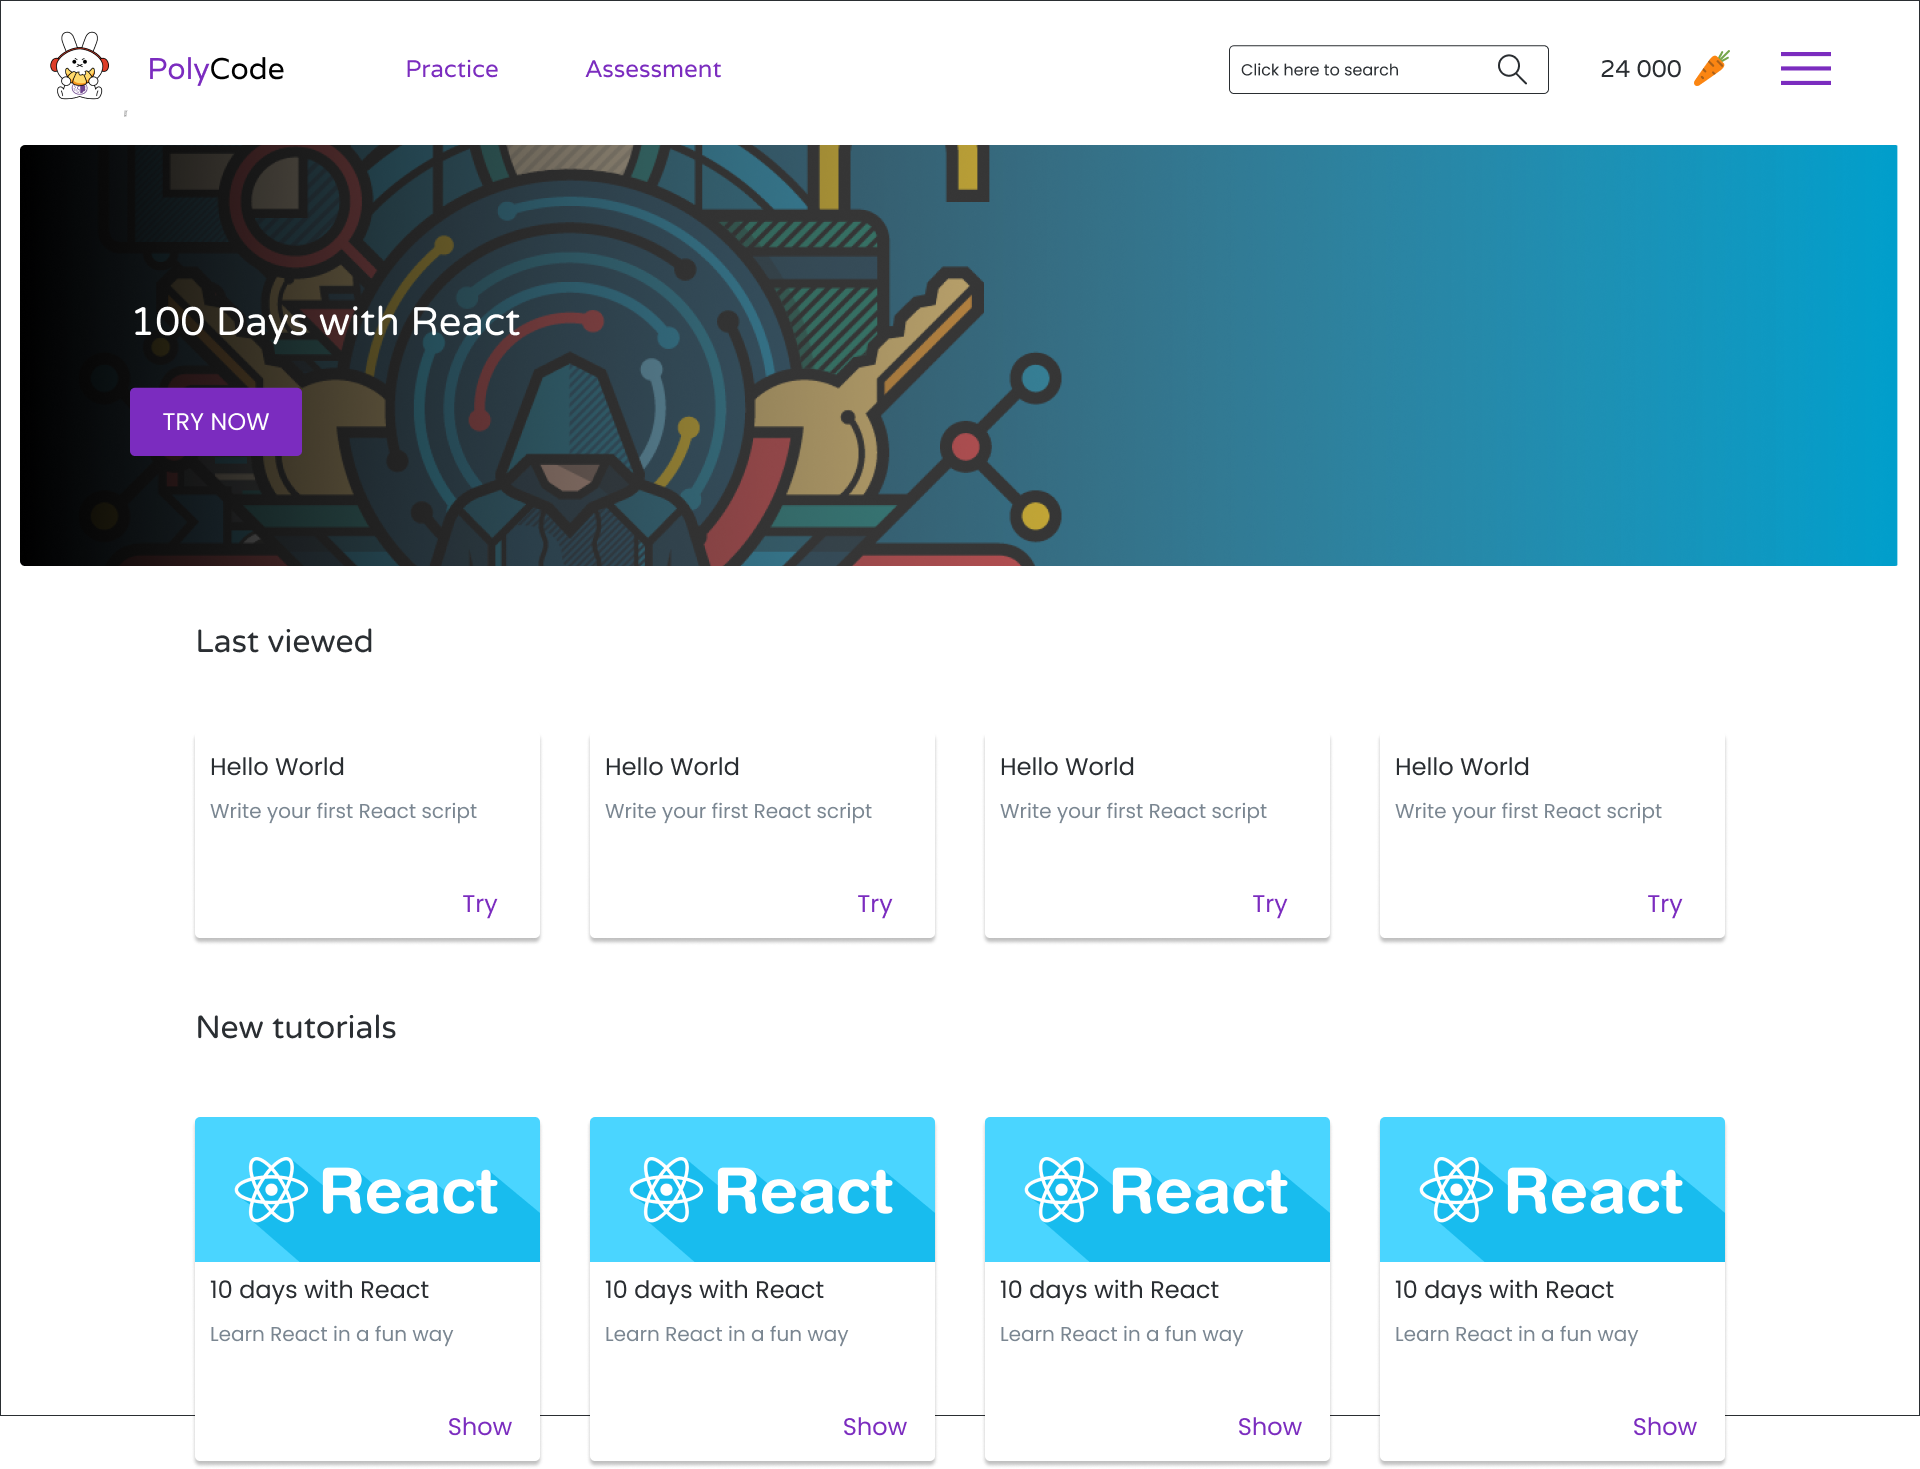 PolyCode Practice Assessment Click here to search 24 000
100 Days with React
TRY NOW
Last viewed
Hello World Hello World Hello World Hello World
Write your first React script Write your first React script Write your first React script Write your first React script
Try Try Try Try
New tutorials
React React React React
10 days with React 10 days with React 10 days with React 10 days with React
Learn React in a fun way Learn React in a fun way Learn React in a fun way Learn React in a fun way
Show Show Show Show